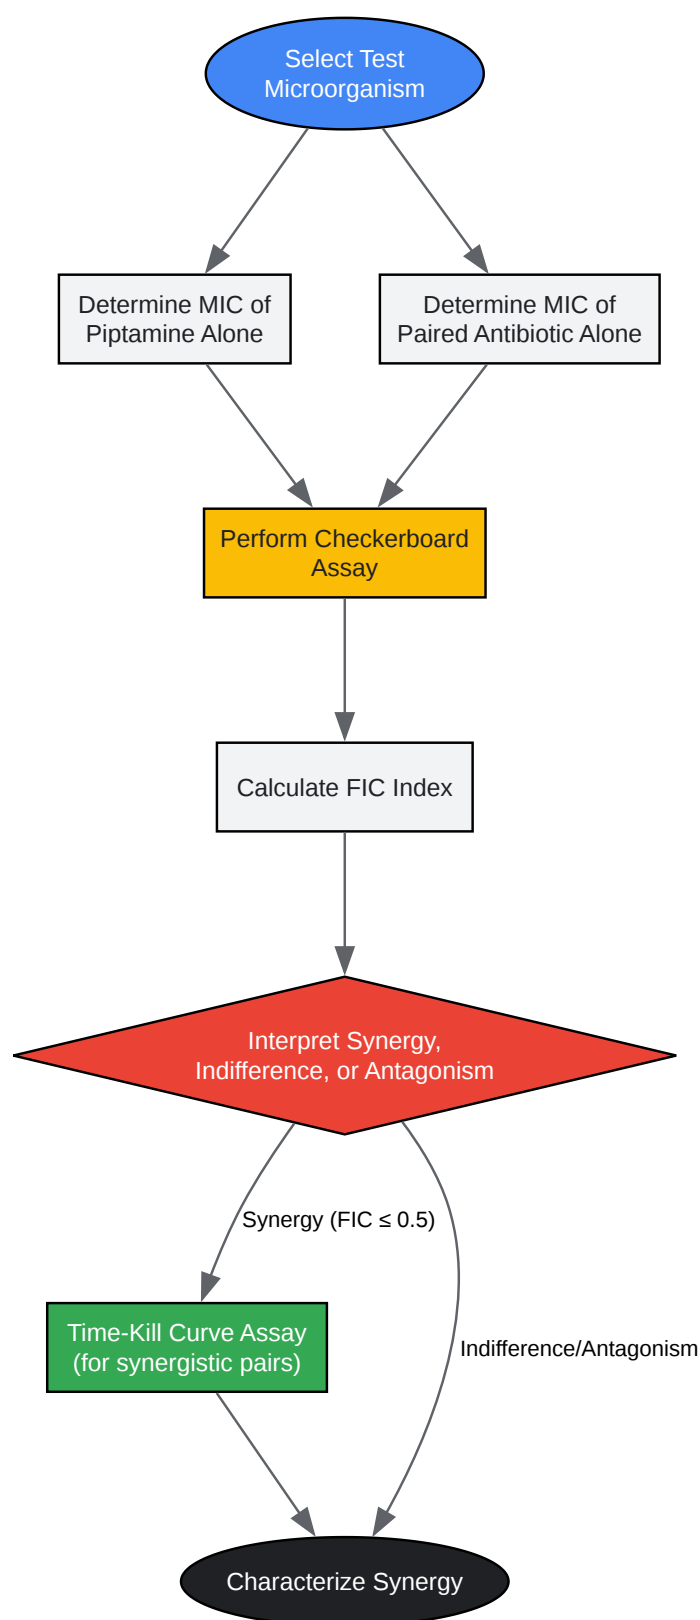 Select Test
Microorganism
Determine MIC of
Piptamine Alone
Determine MIC of
Paired Antibiotic Alone
Perform Checkerboard
Assay
Calculate FIC Index
Interpret Synergy,
Indifference, or Antagonism
Synergy (FIC ≤ 0.5)
Time-Kill Curve Assay
(for synergistic pairs)
Indifference/Antagonism
Characterize Synergy